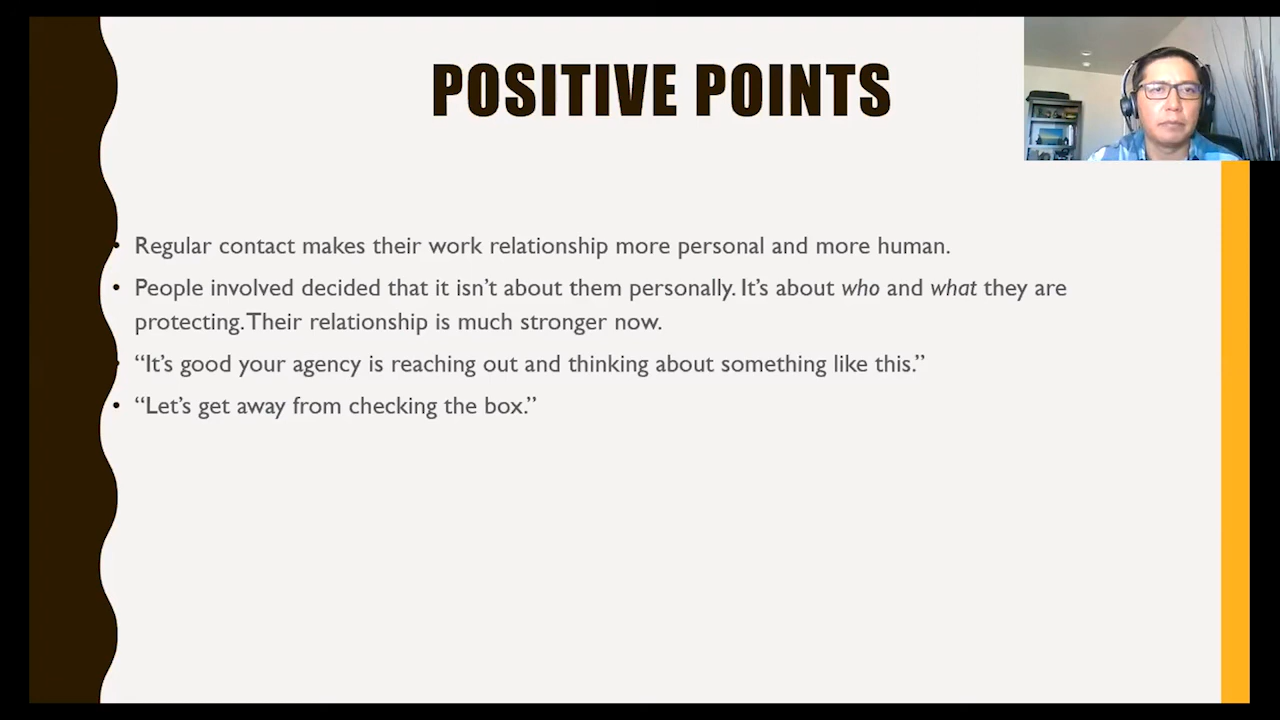 POSITIVE POINTS
• Regular contact makes their work relationship more personal and more human.
• People involved decided that it isn’t about them personally. It’s about who and what they are
protecting. Their relationship is much stronger now.
• “It’s good your agency is reaching out and thinking about something like this.”
• “Let’s get away from checking the box.”